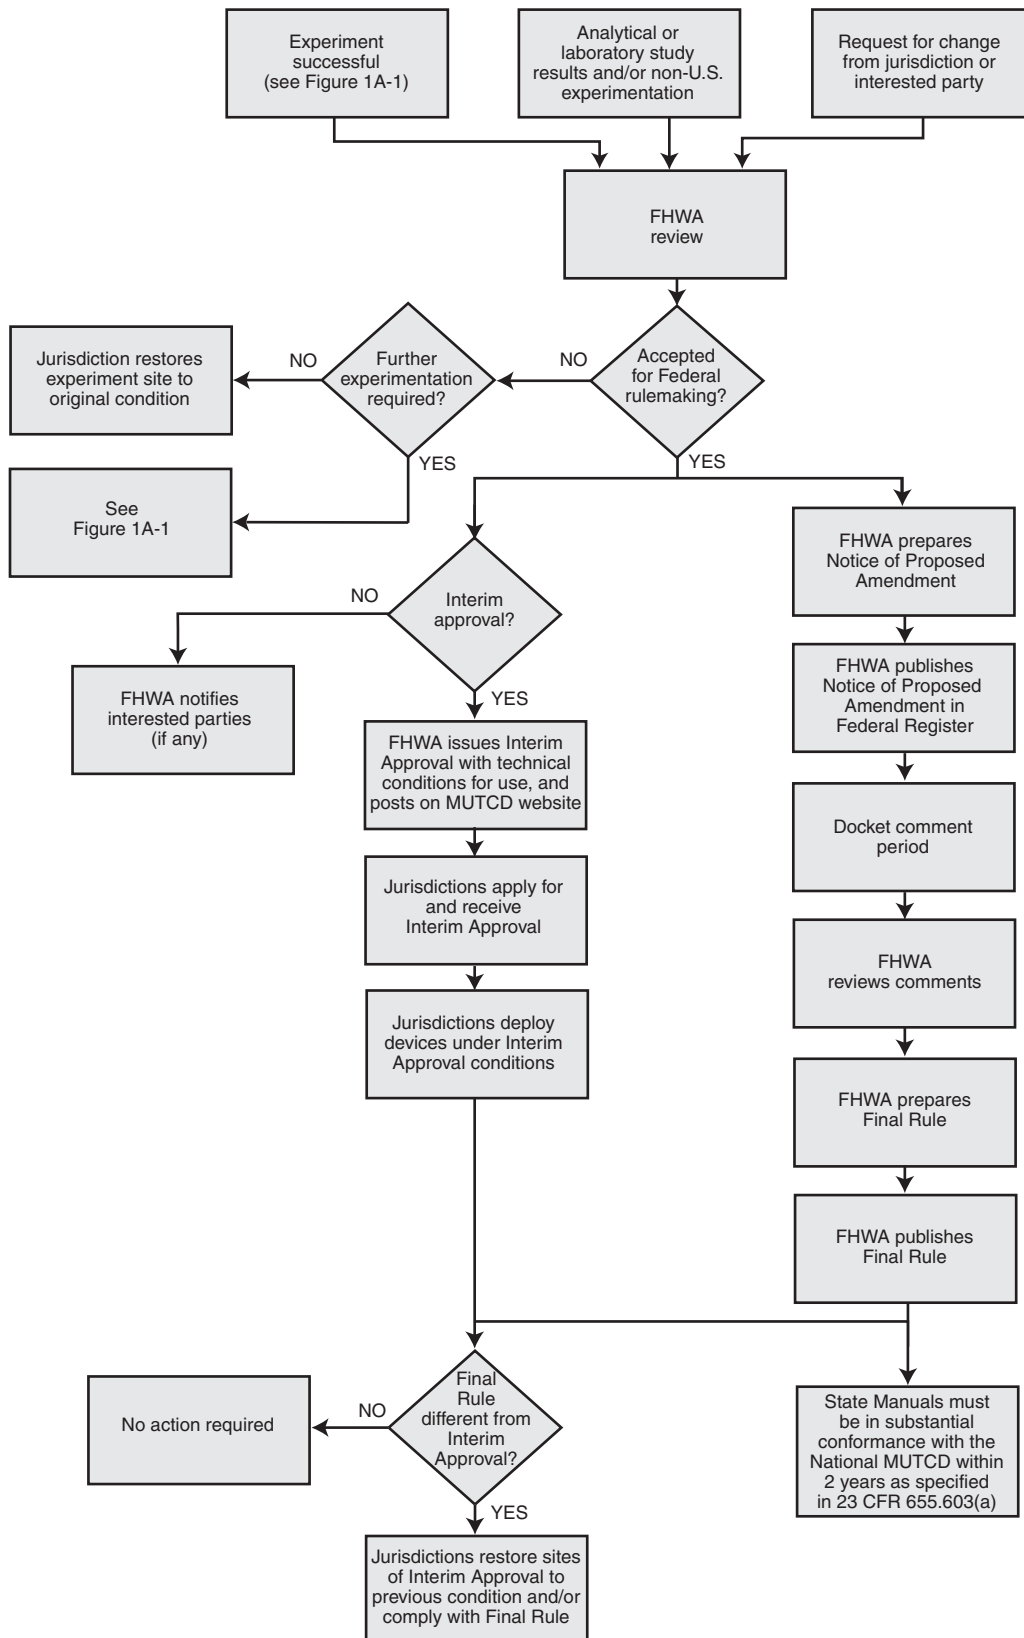 Experiment
successful
(see Figure 1A-1)
Analytical or
laboratory study
results and/or non-U.S.
experimentation
Request for change
from jurisdiction or
interested party
FHWA
review
Accepted
for Federal
rulemaking?
NO
Further
experimentation
required?
NO
Jurisdiction restores
experiment site to
original condition
YES
See
Figure 1A-1
YES
Interim
approval?
NO
FHWA notifies
interested parties
(if any)
YES
FHWA issues Interim
Approval with technical
conditions for use, and
posts on MUTCD website
Jurisdictions apply for
and receive
Interim Approval
Jurisdictions deploy
devices under Interim
Approval conditions
FHWA prepares
Notice of Proposed
Amendment
FHWA publishes
Notice of Proposed
Amendment in
Federal Register
Docket comment
period
FHWA
reviews comments
FHWA prepares
Final Rule
FHWA publishes
Final Rule
Final
Rule
different from
Interim
Approval?
NO
No action required
YES
Jurisdictions restore sites
of Interim Approval to
previous condition and/or
comply with Final Rule
State Manuals must
be in substantial
conformance with the
National MUTCD within
2 years as specified
in 23 CFR 655.603(a)